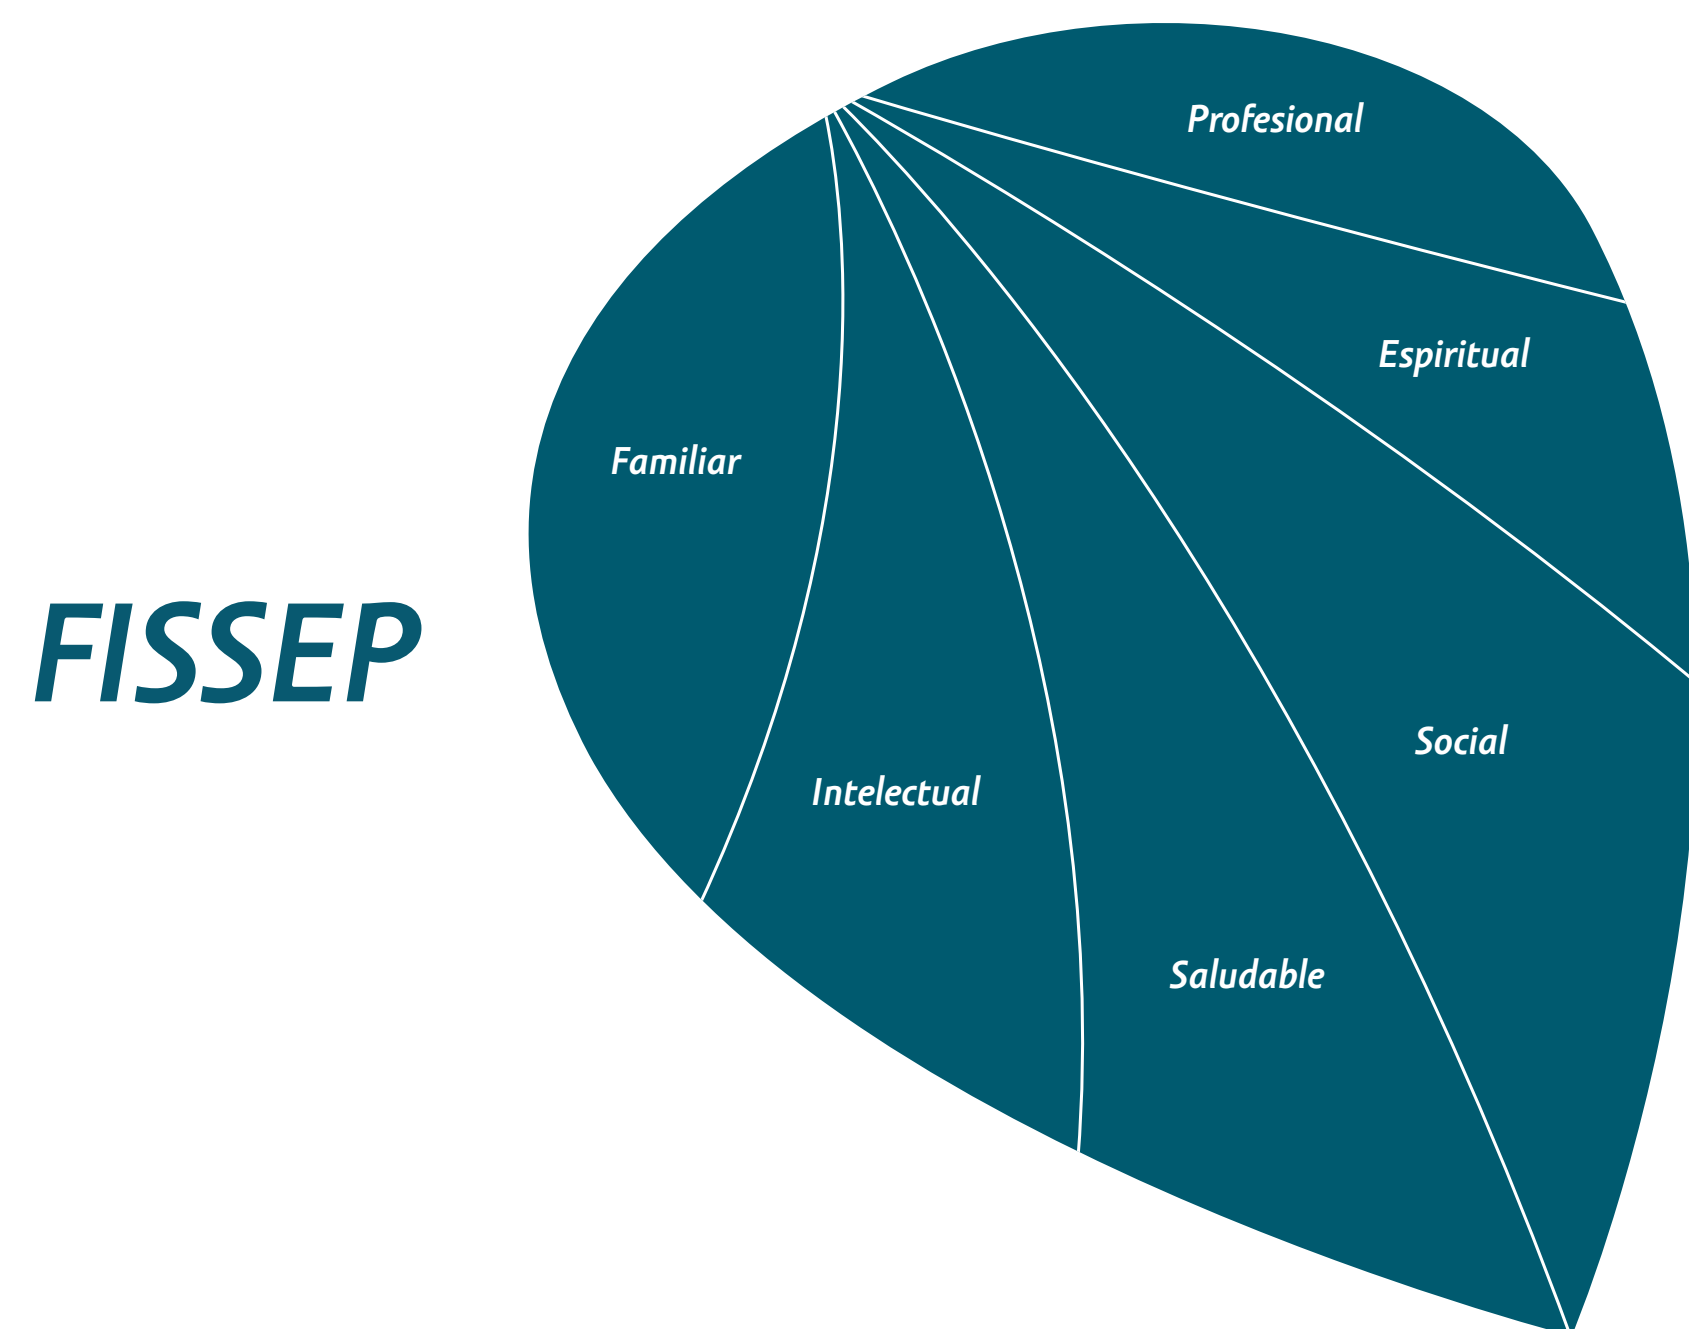 FISSEP
Familiar
Intelectual
Saludable
Social
Espiritual
Profesional